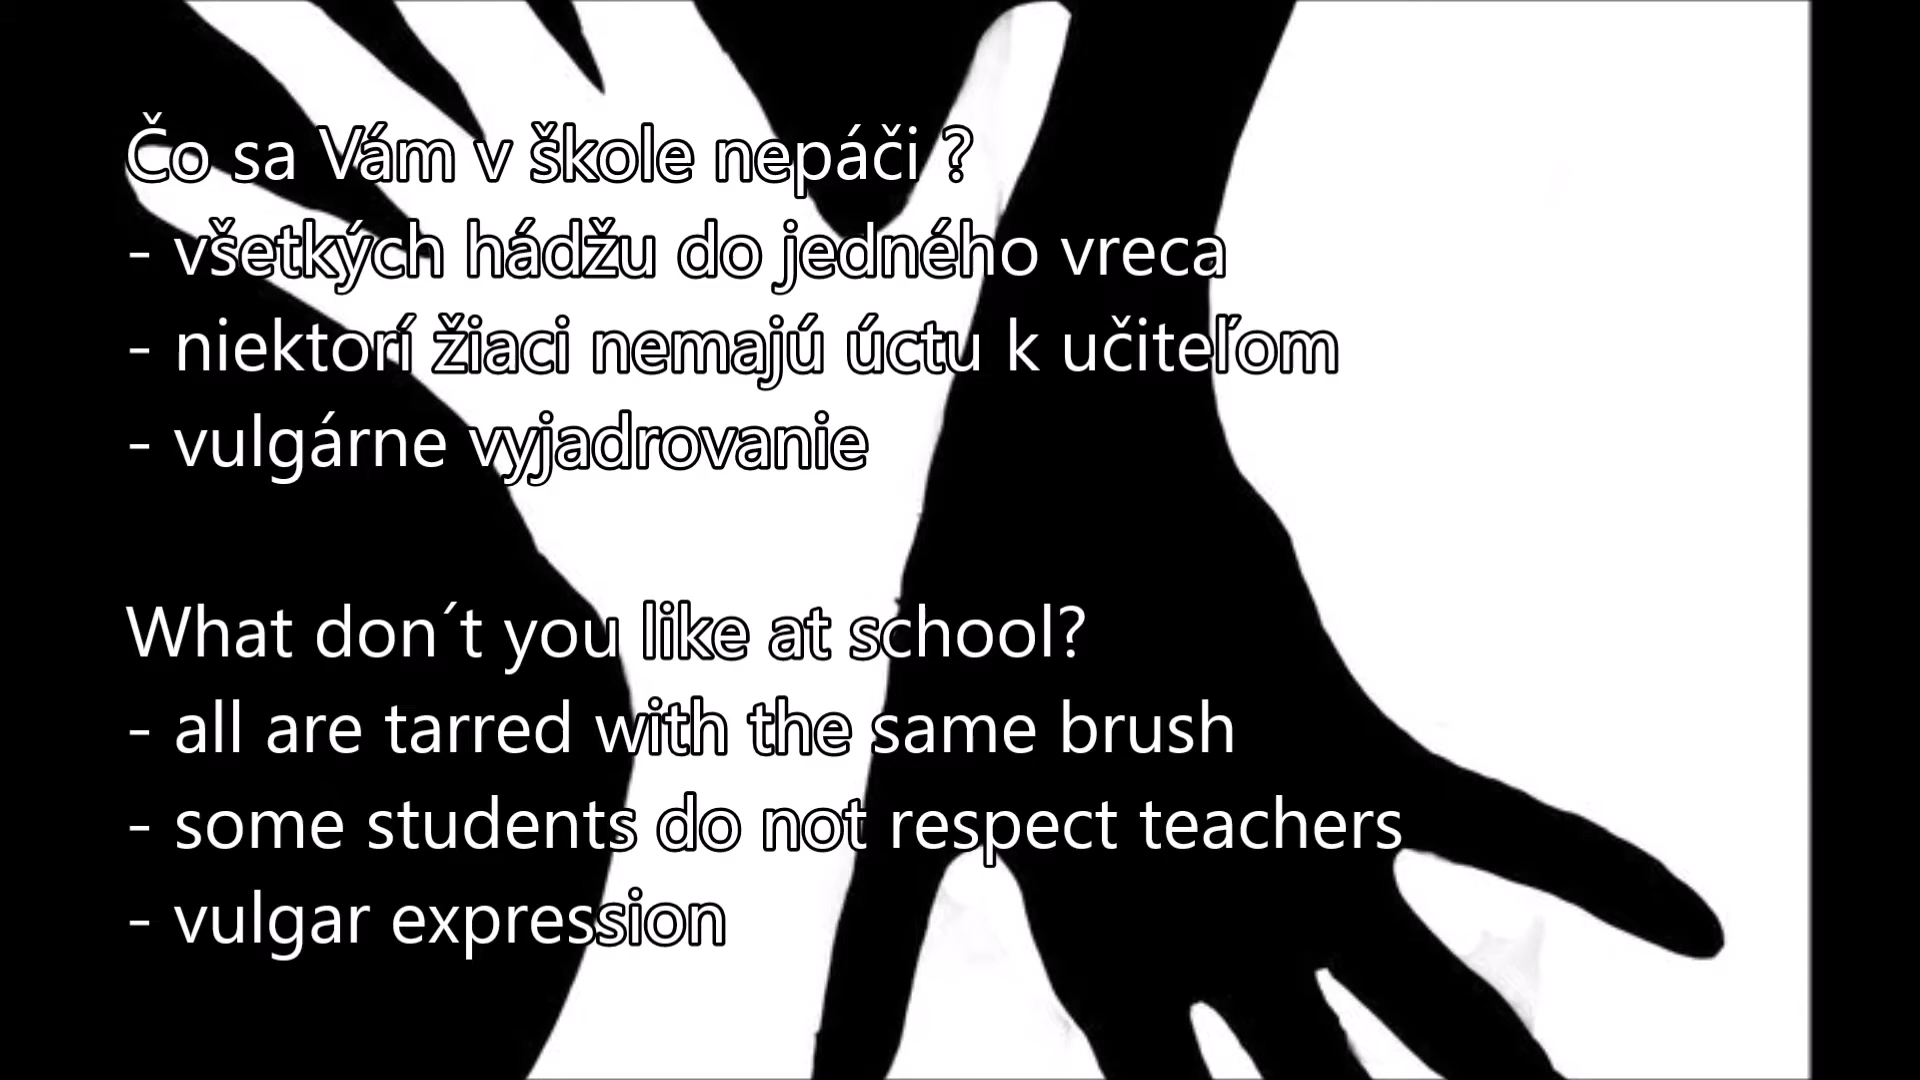 Čo sa Vám v škole nepáči ?
- všetkých hádžu do jedného vreca
- niektorí žiaci nemajú úctu k učiteľom
- vulgárne vyjadrovanie
What don´t you like at school?
- all are tarred with the same brush
- some students do not respect teachers
- vulgar expression